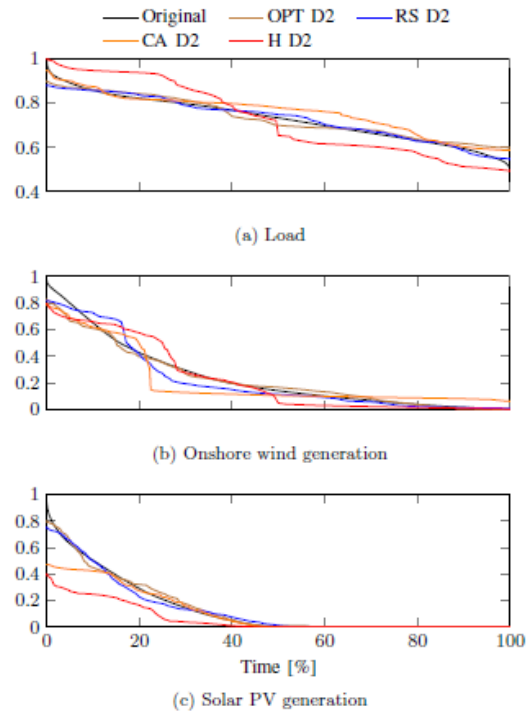 Original OPT D2 RS D2
CA D2 H D2
1
0.8
0.6
0.4
(a) Load
1
0.8
0.6
0.4
0.2
0
(b) Onshore wind generation
1
0.8
0.6
0.4
0.2
0
0 20 40 60 80 100
Time [%]
(c) Solar PV generation